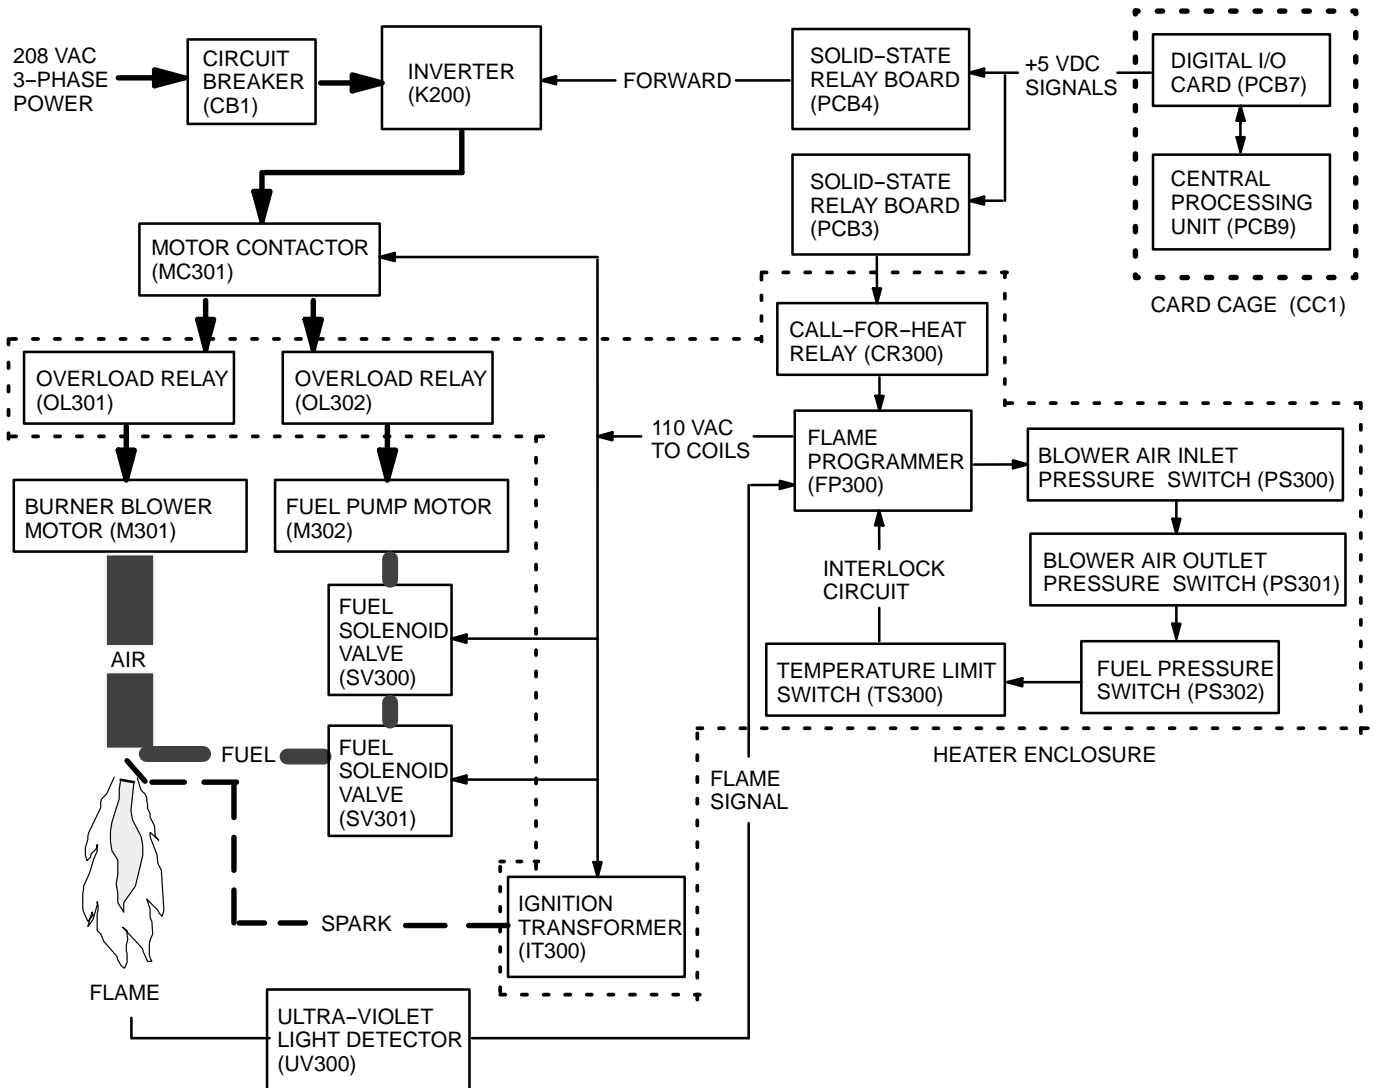 208 VAC
3–PHASE
POWER
CIRCUIT
BREAKER
(CB1)
INVERTER
(K200)
FORWARD
SOLID–STATE
RELAY BOARD
(PCB4)
+5 VDC
SIGNALS
DIGITAL I/O
CARD (PCB7)
CENTRAL
PROCESSING
UNIT (PCB9)
CARD CAGE (CC1)
SOLID–STATE
RELAY BOARD
(PCB3)
MOTOR CONTACTOR
(MC301)
CALL–FOR–HEAT
RELAY (CR300)
OVERLOAD RELAY
(OL301)
OVERLOAD RELAY
(OL302)
110 VAC
TO COILS
FLAME
PROGRAMMER
(FP300)
BLOWER AIR INLET
PRESSURE SWITCH (PS300)
BURNER BLOWER
MOTOR (M301)
FUEL PUMP MOTOR
(M302)
BLOWER AIR OUTLET
PRESSURE SWITCH (PS301)
INTERLOCK
CIRCUIT
FUEL
SOLENOID
VALVE
(SV300)
AIR
TEMPERATURE LIMIT
SWITCH (TS300)
FUEL PRESSURE
SWITCH (PS302)
FUEL
FUEL
SOLENOID
VALVE
(SV301)
HEATER ENCLOSURE
FLAME
SIGNAL
SPARK
IGNITION
TRANSFORMER
(IT300)
FLAME
ULTRA–VIOLET
LIGHT DETECTOR
(UV300)